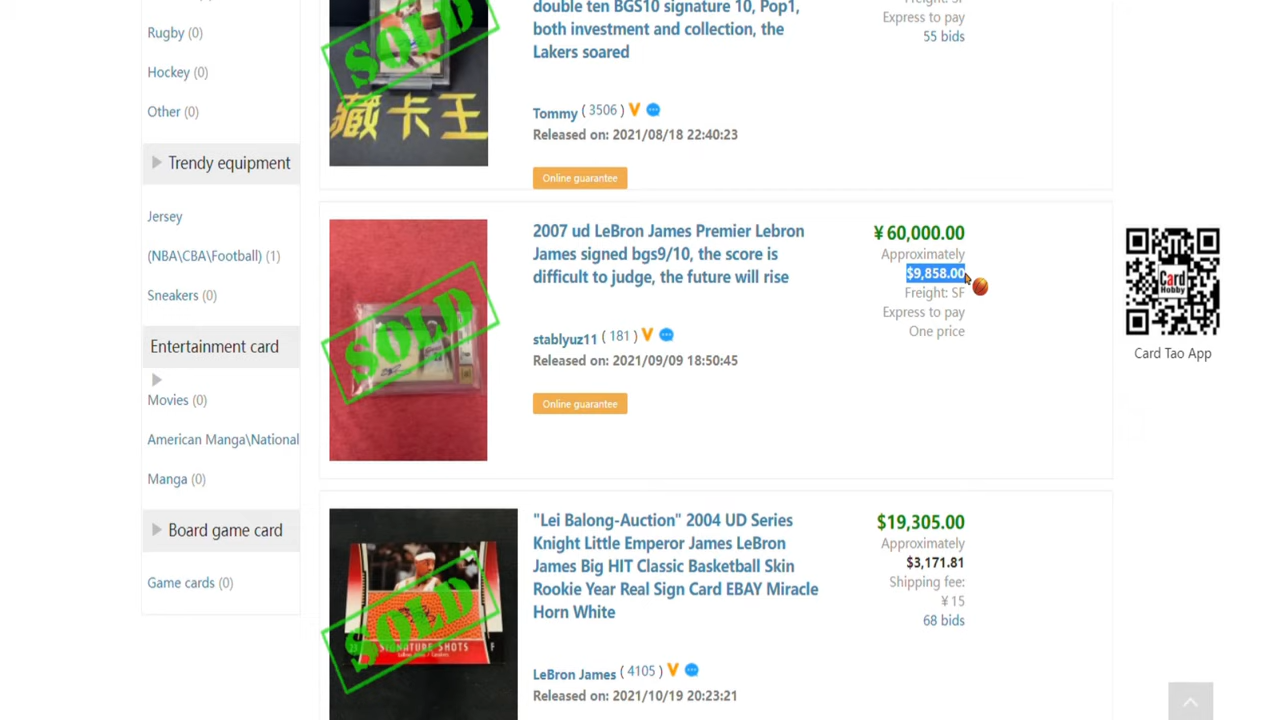 Rugby (0)
Hockey (0)
Other (0)
Trendy equipment
Jersey
(NBA\CBA\Football) (1)
Sneakers (0)
Entertainment card
Movies (0)
American Manga\National
Manga (0)
Board game card
Game cards (0)
SOLD
藏卡王
double ten BGS10 signature 10, Pop1,
both investment and collection, the
Lakers soared
Tommy ( 3506 ) V
Released on: 2021/08/18 22:40:23
Online guarantee
Express to pay
55 bids
SOLD
2007 ud LeBron James Premier Lebron
James signed bgs9/10, the score is
difficult to judge, the future will rise
stablyuz11 ( 181 ) V
Released on: 2021/09/09 18:50:45
Online guarantee
¥ 60,000.00
Approximately
$9,858.00
Freight: SF
Express to pay
One price
SOLD
SIGNATURE SHOTS
"Lei Balong-Auction" 2004 UD Series
Knight Little Emperor James LeBron
James Big HIT Classic Basketball Skin
Rookie Year Real Sign Card EBAY Miracle
Horn White
LeBron James ( 4105 ) V
Released on: 2021/10/19 20:23:21
$19,305.00
Approximately
$3,171.81
Shipping fee:
¥ 15
68 bids
Card
Hobby
Card Tao App